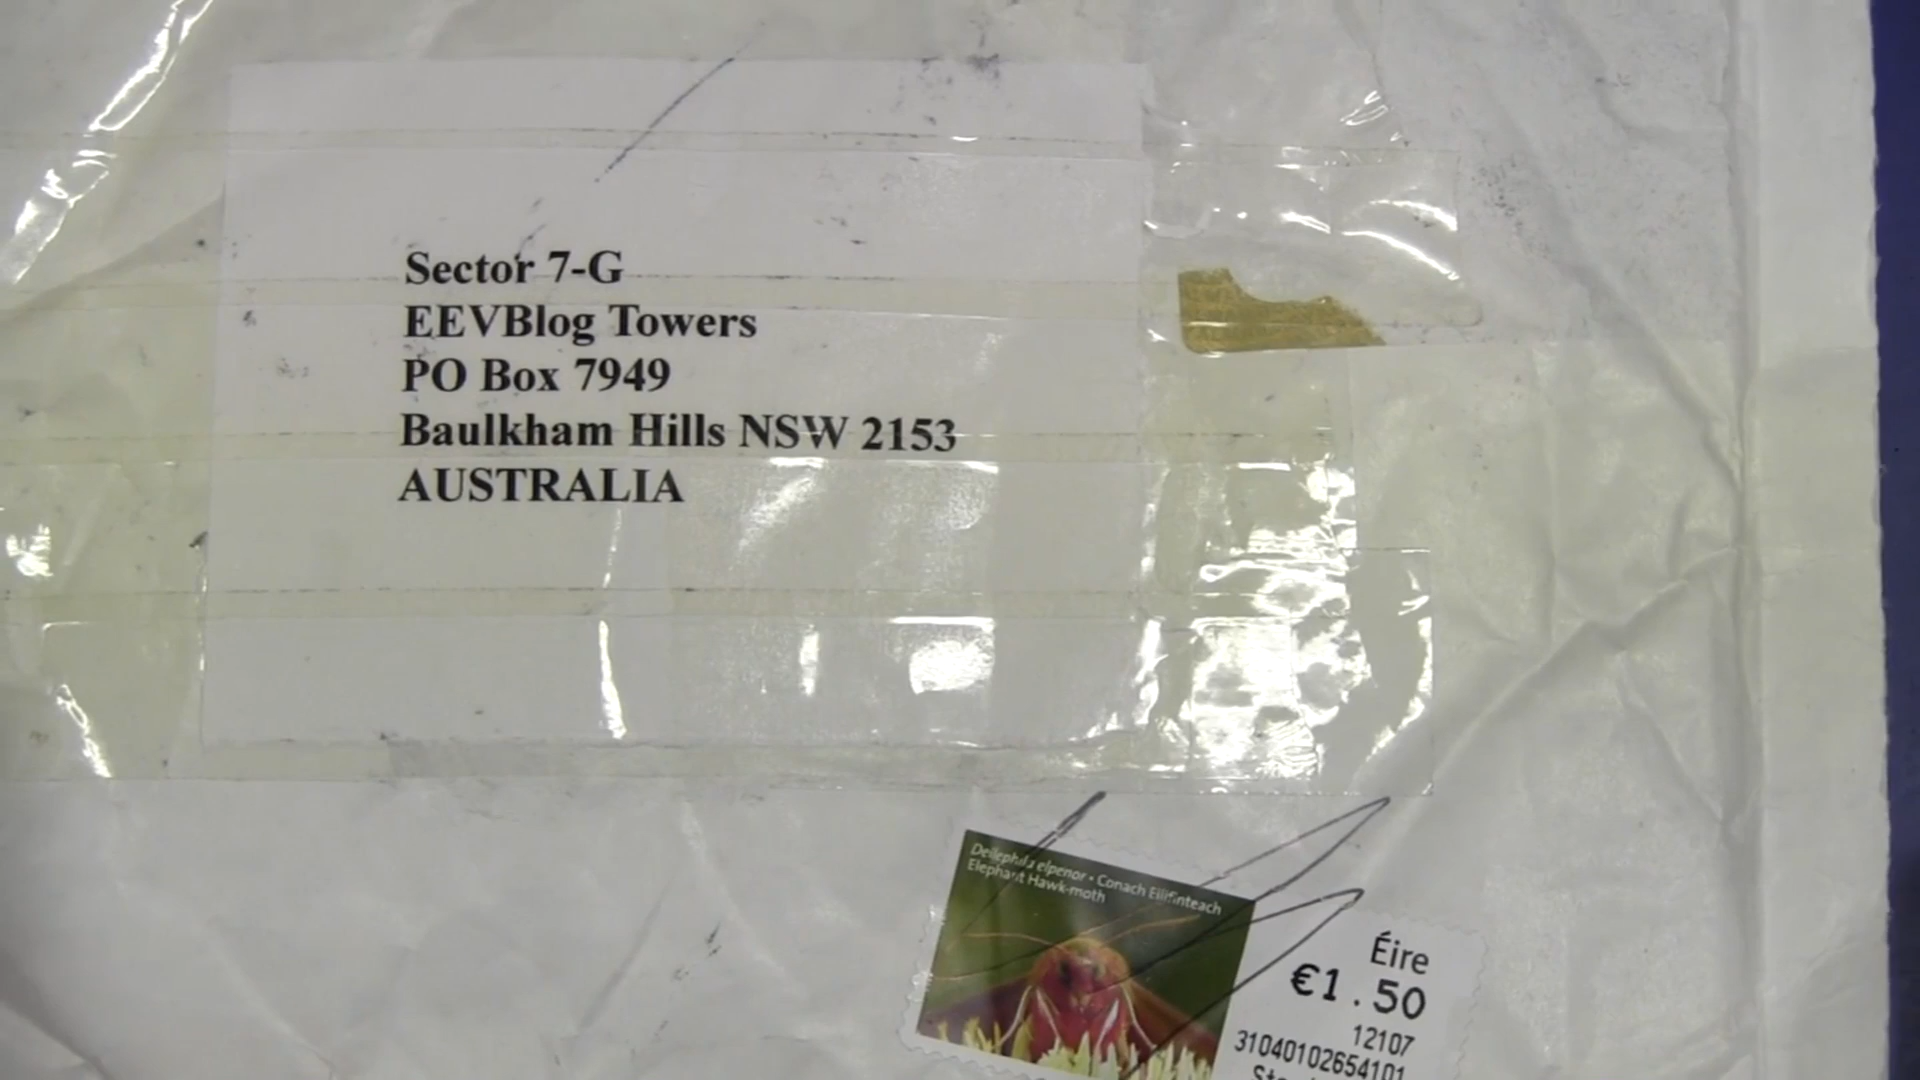 Sector 7-G
EEVBlog Towers
PO Box 7949
Baulkham Hills NSW 2153
AUSTRALIA
Deilephila elpenor • Conach Eilifinteach
Elephant Hawk-moth
Éire
€1.50
12107
31040102654101